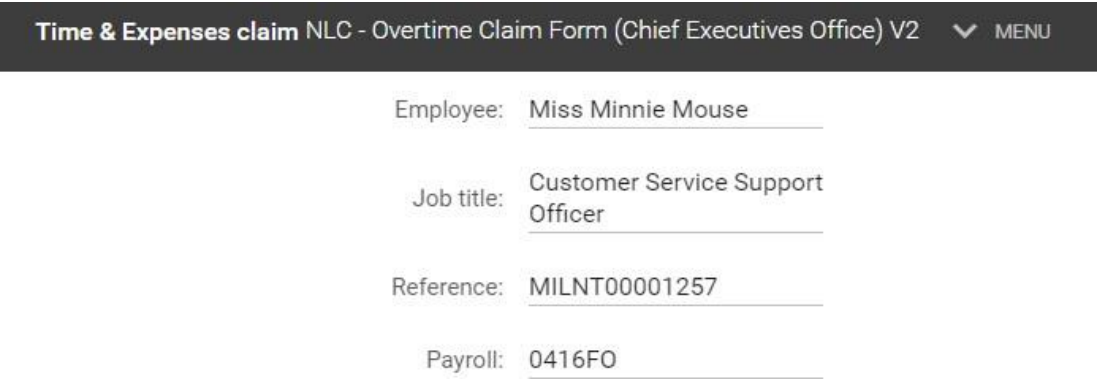 Time & Expenses claim NLC - Overtime Claim Form (Chief Executives Office) V2 MENU
Employee: Miss Minnie Mouse
Job title: Customer Service Support
Officer
Reference: MILNT00001257
Payroll: 0416FO